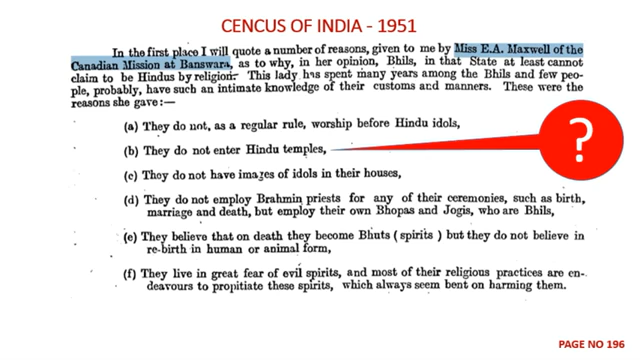 CENCUS OF INDIA - 1951
In the first place I will quote a number of reasons, given to me by Miss E.A. Maxwell of the
Canadian Mission at Banswara, as to why, in her opinion, Bhils, in that State at least cannot
claim to be Hindus by religion. This lady has spent many years among the Bhils and few peo-
ple, probably, have such an intimate knowledge of their customs and manners. These were the
reasons she gave:—
(a) They do not, as a regular rule, worship before Hindu idols,
(b) They do not enter Hindu temples,
?
(c) They do not have images of idols in their houses,
(d) They do not employ Brahmin priests for any of their ceremonies, such as birth,
marriage and death, but employ their own Bhopas and Jogis, who are Bhils,
(e) They believe that on death they become Bhuts ( spirits ) but they do not believe in
re-birth in human or animal form,
(f) They live in great fear of evil spirits, and most of their religious practices are en-
deavours to propitiate these spirits, which always seem bent on harming them.
PAGE NO 196